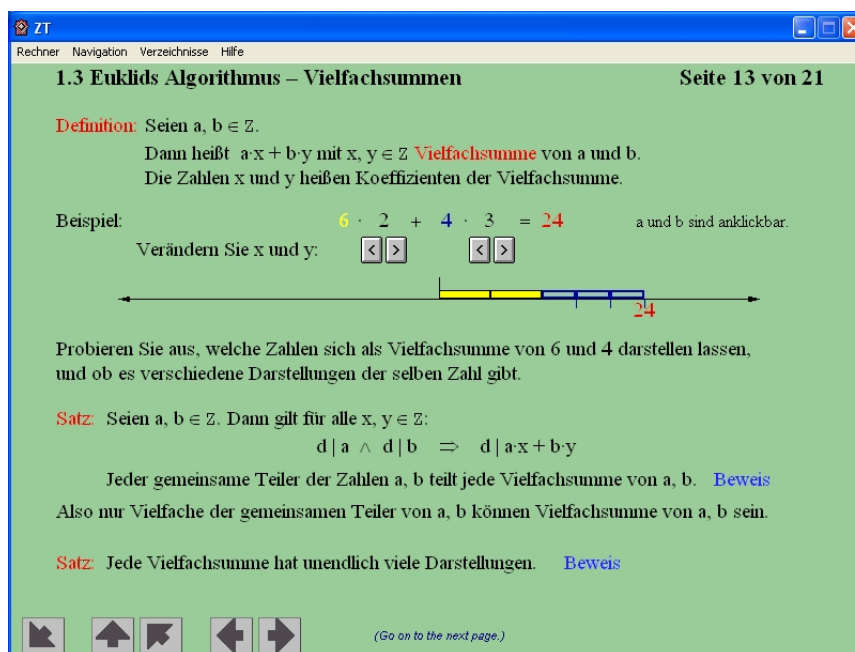 ZT
Rechner Navigation Verzeichnisse Hilfe
1.3 Euklids Algorithmus – Vielfachsummen Seite 13 von 21
Definition: Seien a, b ∈ ℤ.
Dann heißt a·x + b·y mit x, y ∈ ℤ Vielfachsumme von a und b.
Die Zahlen x und y heißen Koeffizienten der Vielfachsumme.
Beispiel: 6 · 2 + 4 · 3 = 24 a und b sind anklickbar.
Verändern Sie x und y: < > < >
24
Probieren Sie aus, welche Zahlen sich als Vielfachsumme von 6 und 4 darstellen lassen,
und ob es verschiedene Darstellungen der selben Zahl gibt.
Satz: Seien a, b ∈ ℤ. Dann gilt für alle x, y ∈ ℤ:
d | a ∧ d | b ⇒ d | a·x + b·y
Jeder gemeinsame Teiler der Zahlen a, b teilt jede Vielfachsumme von a, b. Beweis
Also nur Vielfache der gemeinsamen Teiler von a, b können Vielfachsumme von a, b sein.
Satz: Jede Vielfachsumme hat unendlich viele Darstellungen. Beweis
(Go on to the next page.)